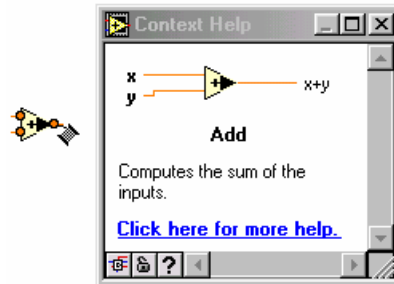 Context Help
x
y
x+y
Add
Computes the sum of the
inputs.
Click here for more help.
?